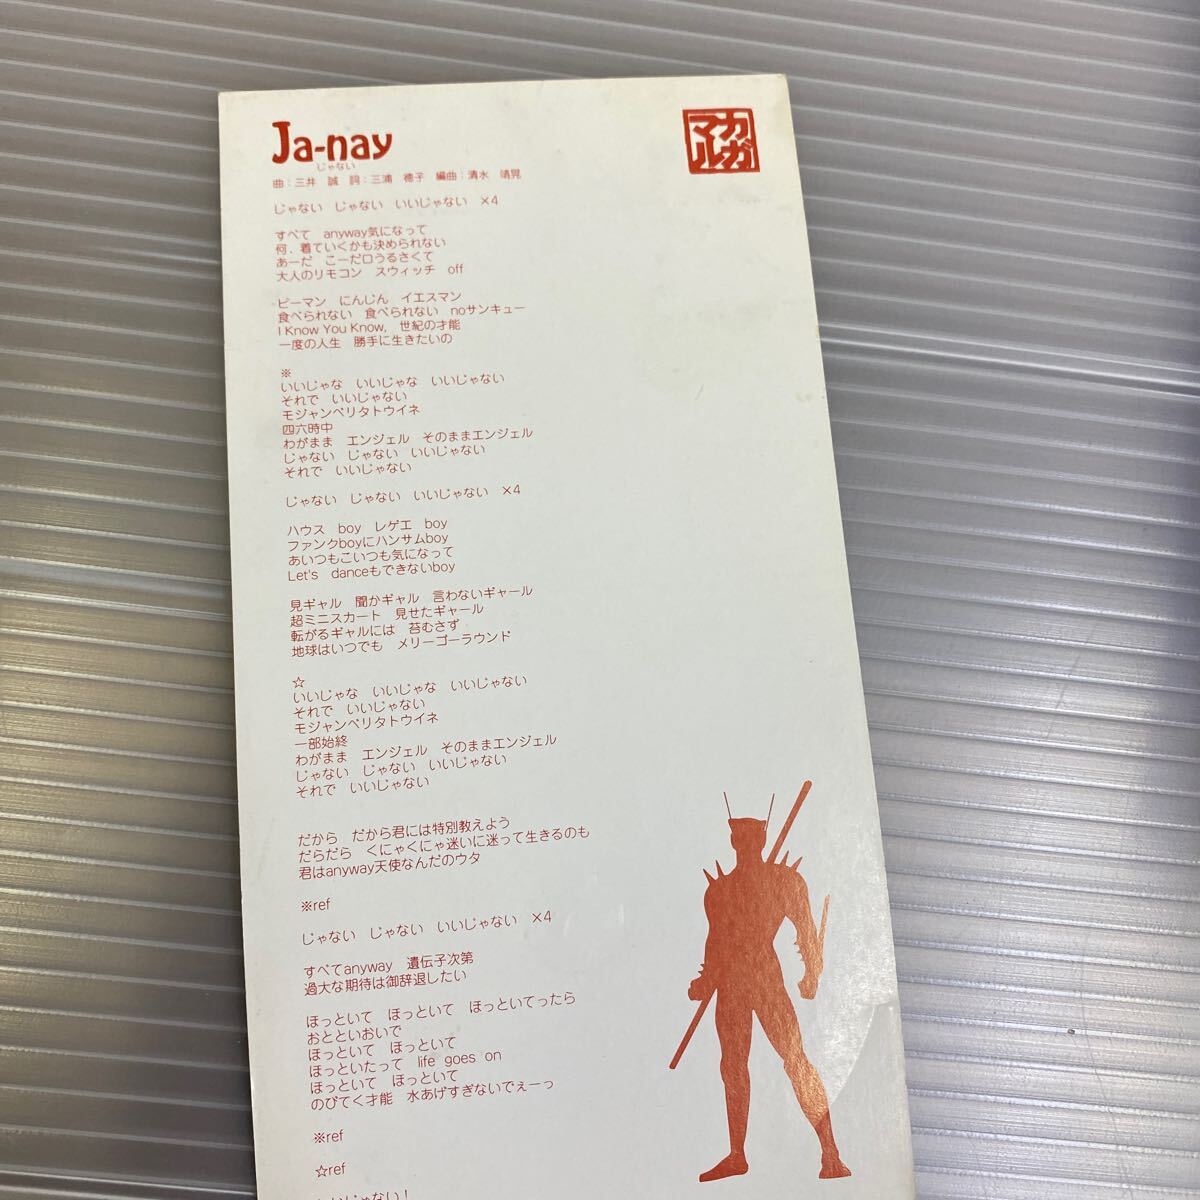 Ja-nay
じゃない
曲：三井　誠　詞：三浦　徳子　編曲：清水　靖晃
カガ
マル
じゃない　じゃない　いいじゃない　×4
すべて　anyway気になって
何、着ていくかも決められない
あーだ　こーだ口うるさくて
大人のリモコン　スウィッチ　off
ピーマン　にんじん　イエスマン
食べられない　食べられない　noサンキュー
I Know You Know,　世紀の才能
一度の人生　勝手に生きたいの
※
いいじゃな　いいじゃな　いいじゃない
それで　いいじゃない
モジャンペリタトウイネ
四六時中
わがまま　エンジェル　そのままエンジェル
じゃない　じゃない　いいじゃない
それで　いいじゃない
じゃない　じゃない　いいじゃない　×4
ハウス　boy　レゲエ　boy
ファンクboyにハンサムboy
あいつもこいつも気になって
Let's　danceもできないboy
見ギャル　聞かギャル　言わないギャール
超ミニスカート　見せたギャール
転がるギャルには　苔むさず
地球はいつでも　メリーゴーラウンド
☆
いいじゃな　いいじゃな　いいじゃない
それで　いいじゃない
モジャンペリタトウイネ
一部始終
わがまま　エンジェル　そのままエンジェル
じゃない　じゃない　いいじゃない
それで　いいじゃない
だから　だから君には特別教えよう
だらだら　くにゃくにゃ迷いに迷って生きるのも
君はanyway天使なんだのウタ
※ref
じゃない　じゃない　いいじゃない　×4
すべてanyway　遺伝子次第
過大な期待は御辞退したい
ほっといて　ほっといて　ほっといてったら
おとといおいで
ほっといて　ほっといて
ほっといたって　life goes on
ほっといて　ほっといて
のびてく才能　水あげすぎないでぇーっ
※ref
☆ref
いいじゃない！